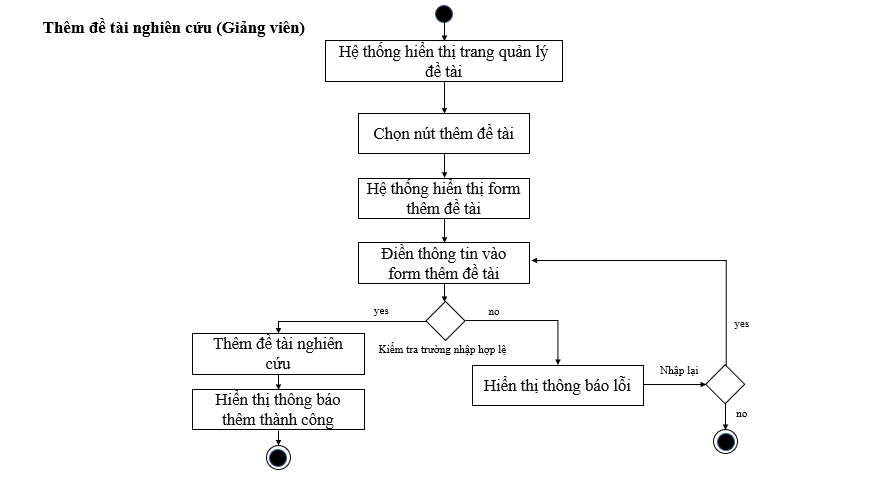 Thêm đề tài nghiên cứu (Giảng viên)
Hệ thống hiển thị trang quản lý
đề tài
Chọn nút thêm đề tài
Hệ thống hiển thị form
thêm đề tài
Điền thông tin vào
form thêm đề tài
yes
no
Kiểm tra trường nhập hợp lệ
Thêm đề tài nghiên
cứu
Hiển thị thông báo
thêm thành công
Hiển thị thông báo lỗi
Nhập lại
yes
no